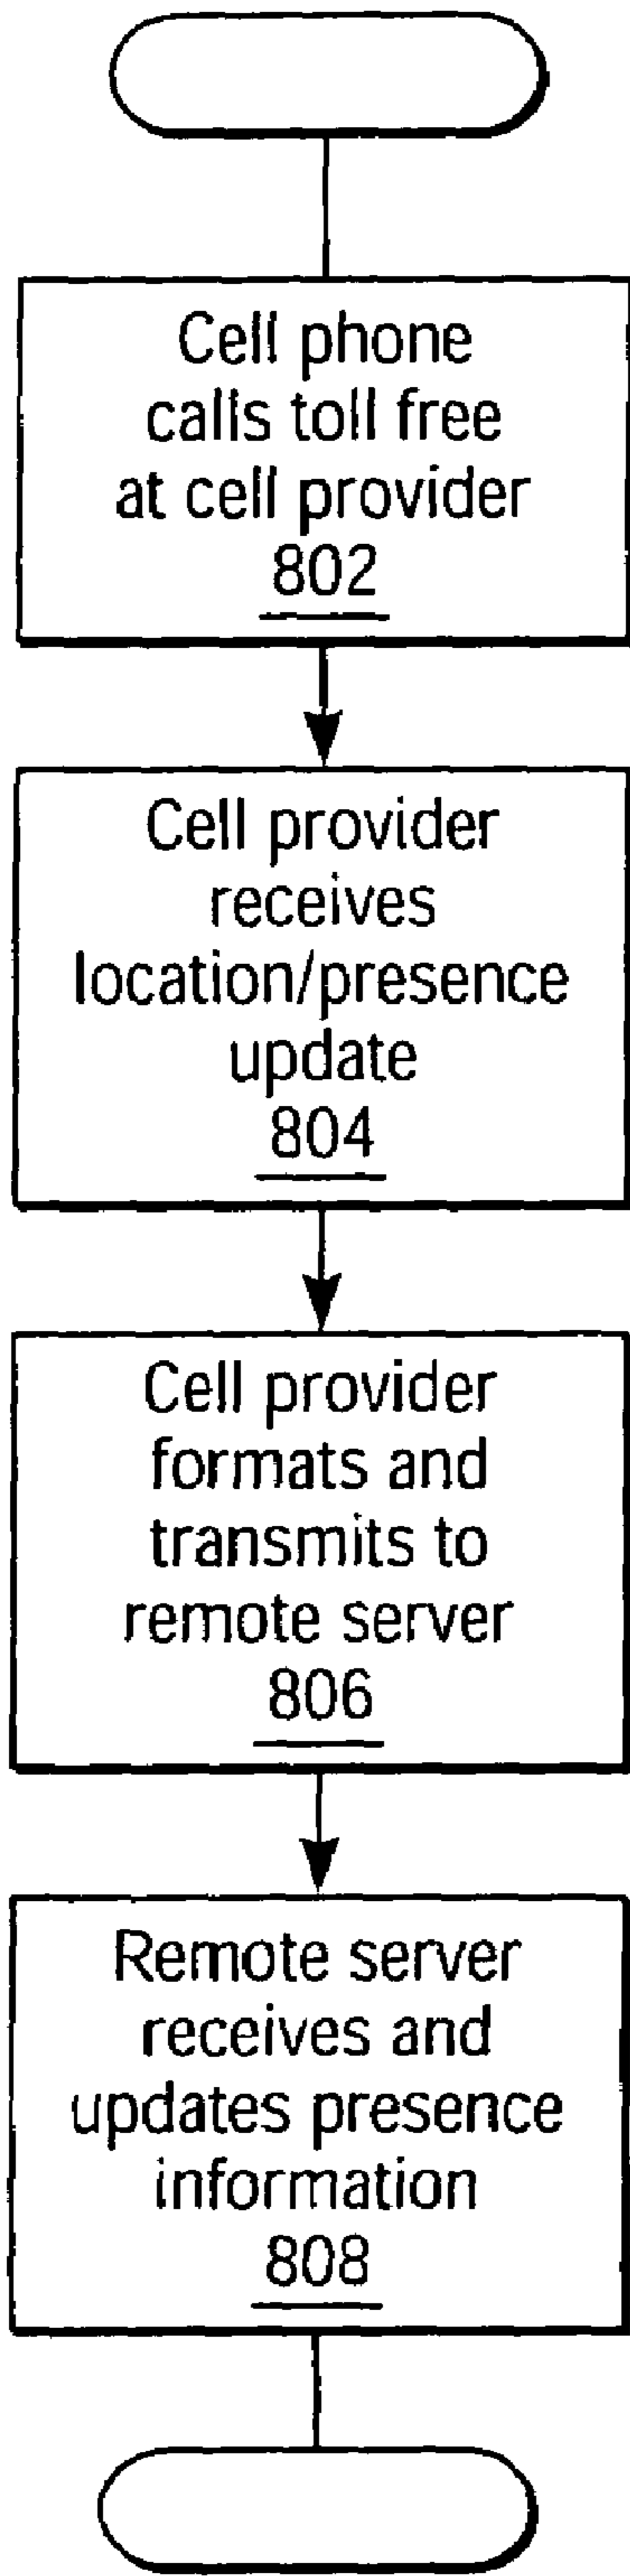 Cell phone
calls toll free
at cell provider
802
Cell provider
receives
location/presence
update
804
Cell provider
formats and
transmits to
remote server
806
Remote server
receives and
updates presence
information
808